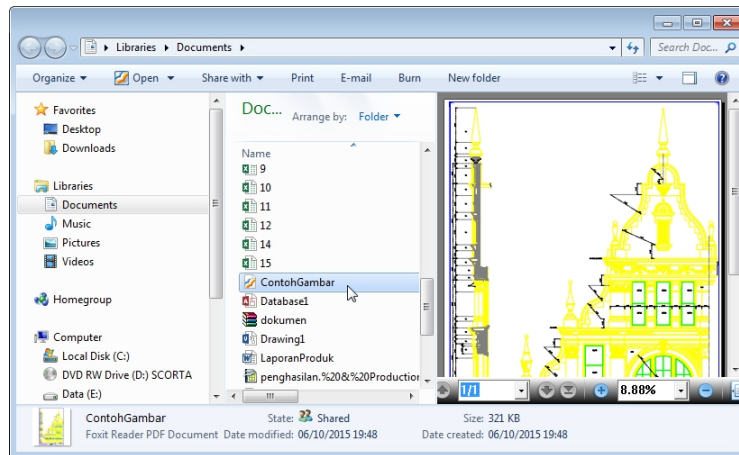 Libraries Documents
Search Doc...
Organize Open Share with Print E-mail Burn New folder
Favorites
Desktop
Downloads
Libraries
Documents
Music
Pictures
Videos
Homegroup
Computer
Local Disk (C:)
DVD RW Drive (D:) SCORTA
Data (E:)
Doc...
Arrange by: Folder
Name
9
10
11
12
14
15
ContohGambar
Database1
dokumen
Drawing1
LaporanProduk
penghasilan.%20&%20Production
1/1
8.88%
ContohGambar State: Shared Size: 321 KB
Foxit Reader PDF Document Date modified: 06/10/2015 19:48 Date created: 06/10/2015 19:48